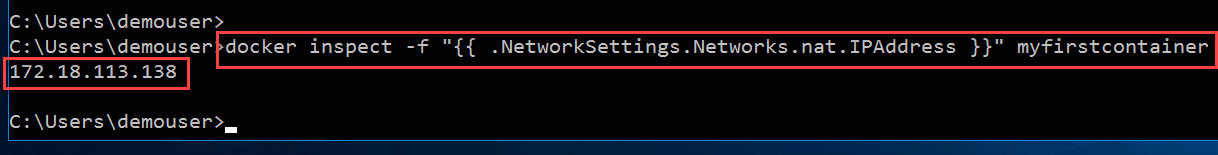 C:\Users\demouser>
C:\Users\demouser>docker inspect -f "{{ .NetworkSettings.Networks.nat.IPAddress }}" myfirstcontainer
172.18.113.138
C:\Users\demouser>